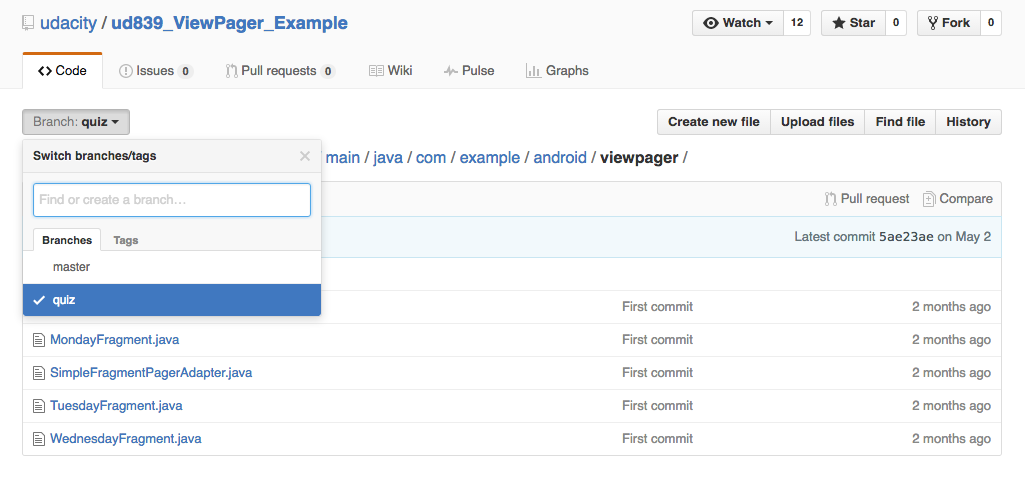 udacity / ud839_ViewPager_Example
Watch 12 Star 0 Fork 0
Code Issues 0 Pull requests 0 Wiki Pulse Graphs
Branch: quiz
Create new file Upload files Find file History
Switch branches/tags
main / java / com / example / android / viewpager /
Find or create a branch…
Pull request Compare
Branches Tags
Latest commit 5ae23ae on May 2
master
quiz
First commit 2 months ago
MondayFragment.java First commit 2 months ago
SimpleFragmentPagerAdapter.java First commit 2 months ago
TuesdayFragment.java First commit 2 months ago
WednesdayFragment.java First commit 2 months ago